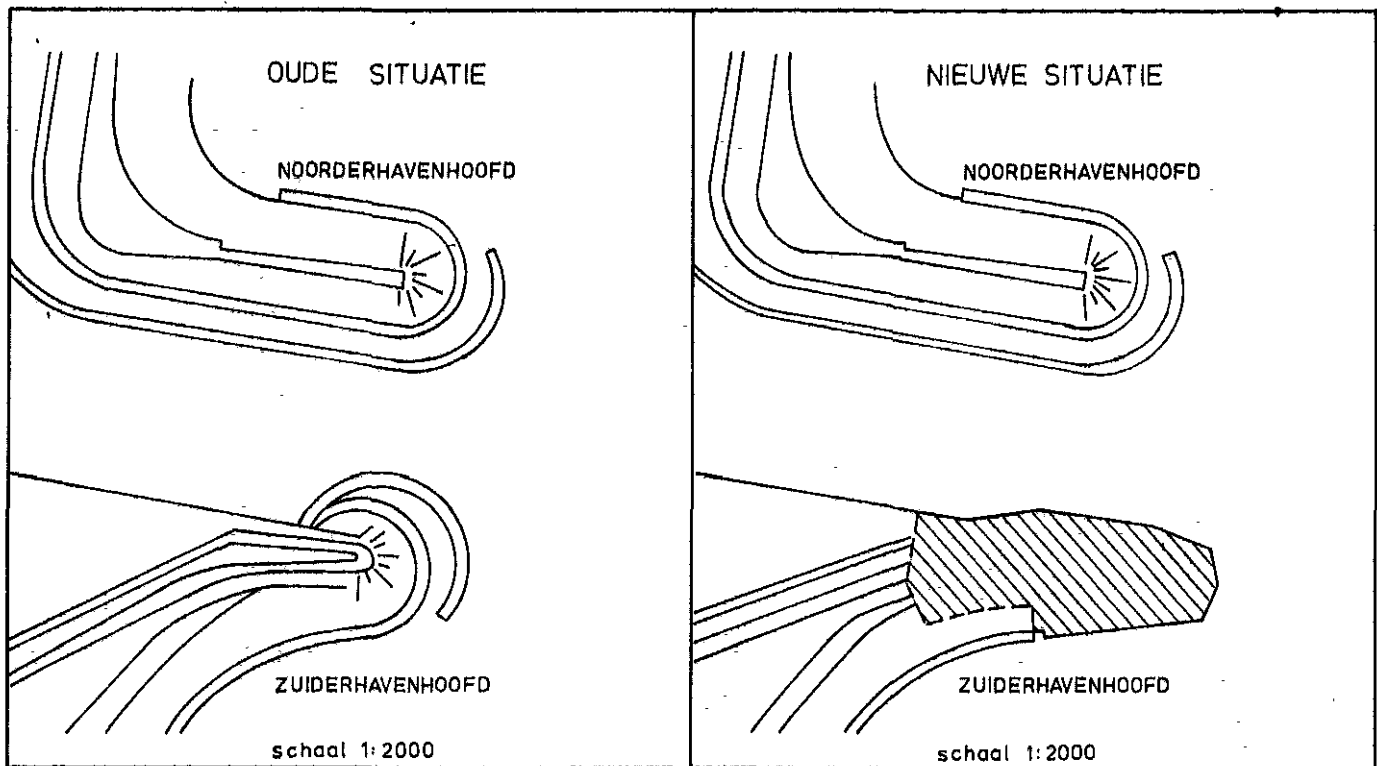 OUDE SITUATIE
NOORDERHAVENHOOFD
ZUIDERHAVENHOOFD
schaal 1:2000
NIEUWE SITUATIE
NOORDERHAVENHOOFD
ZUIDERHAVENHOOFD
schaal 1:2000